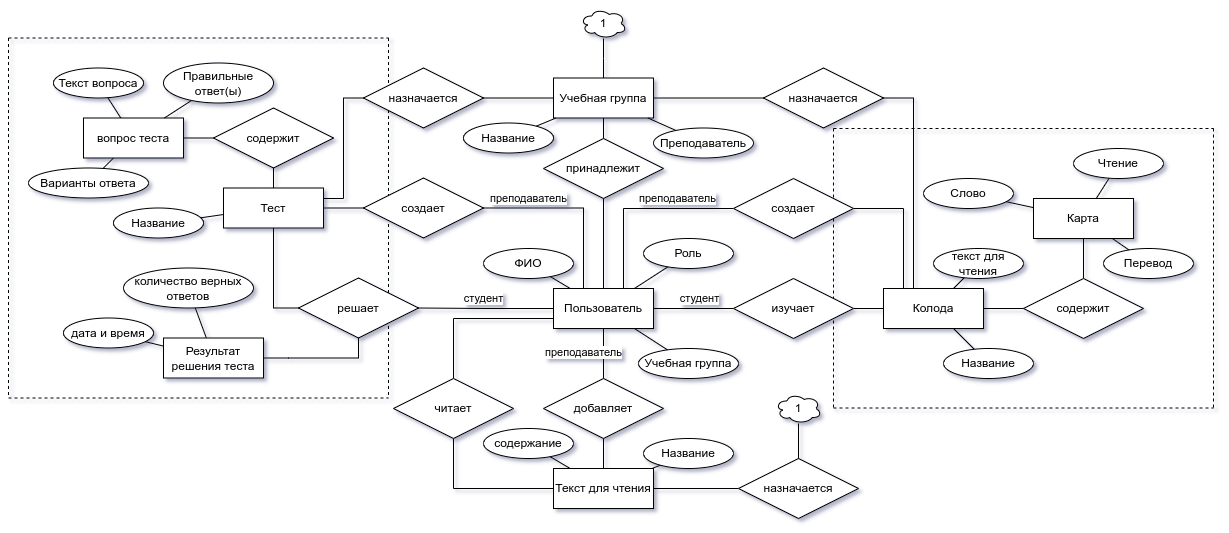 1
Текст вопроса
Правильные
ответ(ы)
назначается
Учебная группа
назначается
вопрос теста
содержит
Название
Преподаватель
Варианты ответа
принадлежит
Чтение
Слово
Карта
Название
Тест
создает
преподаватель
преподаватель
создает
Перевод
ФИО
Роль
текст для
чтения
количество верных
ответов
решает
студент
Пользователь
студент
изучает
Колода
содержит
дата и время
Результат
решения теста
преподаватель
Учебная группа
Название
читает
добавляет
1
содержание
Название
Текст для чтения
назначается